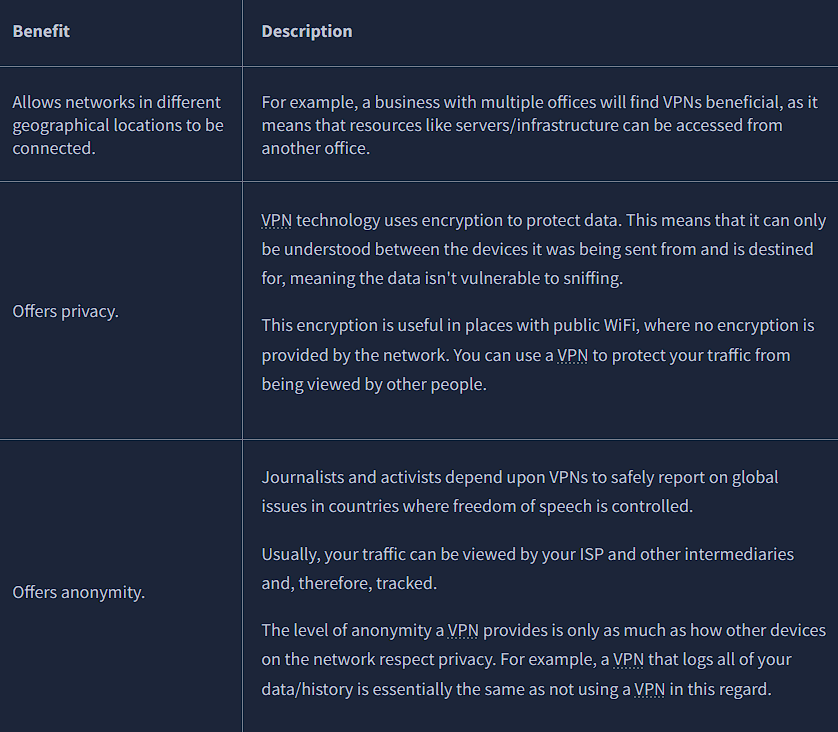 Benefit
Description
Allows networks in different
geographical locations to be
connected.
For example, a business with multiple offices will find VPNs beneficial, as it
means that resources like servers/infrastructure can be accessed from
another office.
Offers privacy.
VPN technology uses encryption to protect data. This means that it can only
be understood between the devices it was being sent from and is destined
for, meaning the data isn't vulnerable to sniffing.
This encryption is useful in places with public WiFi, where no encryption is
provided by the network. You can use a VPN to protect your traffic from
being viewed by other people.
Offers anonymity.
Journalists and activists depend upon VPNs to safely report on global
issues in countries where freedom of speech is controlled.
Usually, your traffic can be viewed by your ISP and other intermediaries
and, therefore, tracked.
The level of anonymity a VPN provides is only as much as how other devices
on the network respect privacy. For example, a VPN that logs all of your
data/history is essentially the same as not using a VPN in this regard.